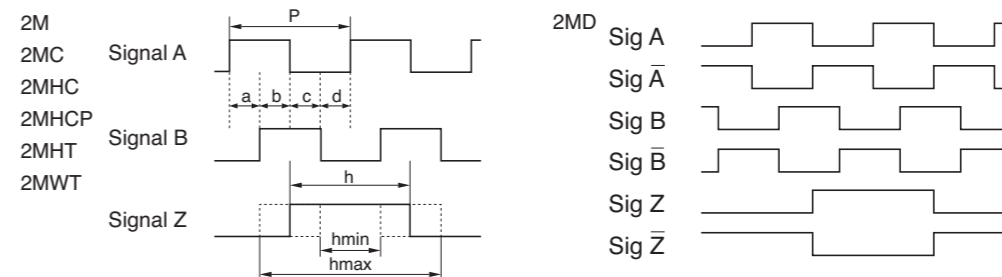 2M
2MC
2MHC
2MHCP
2MHT
2MWT
P
Signal A
a b c d
Signal B
h
Signal Z
hmin
hmax
2MD
Sig A
Sig A̅
Sig B
Sig B̅
Sig Z
Sig Z̅